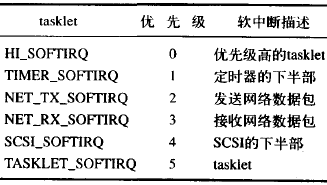 tasklet 优先级 软中断描述
HI_SOFTIRQ 0 优先级高的tasklet
TIMER_SOFTIRQ 1 定时器的下半部
NET_TX_SOFTIRQ 2 发送网络数据包
NET_RX_SOFTIRQ 3 接收网络数据包
SCSI_SOFTIRQ 4 SCSI的下半部
TASKLET_SOFTIRQ 5 tasklet